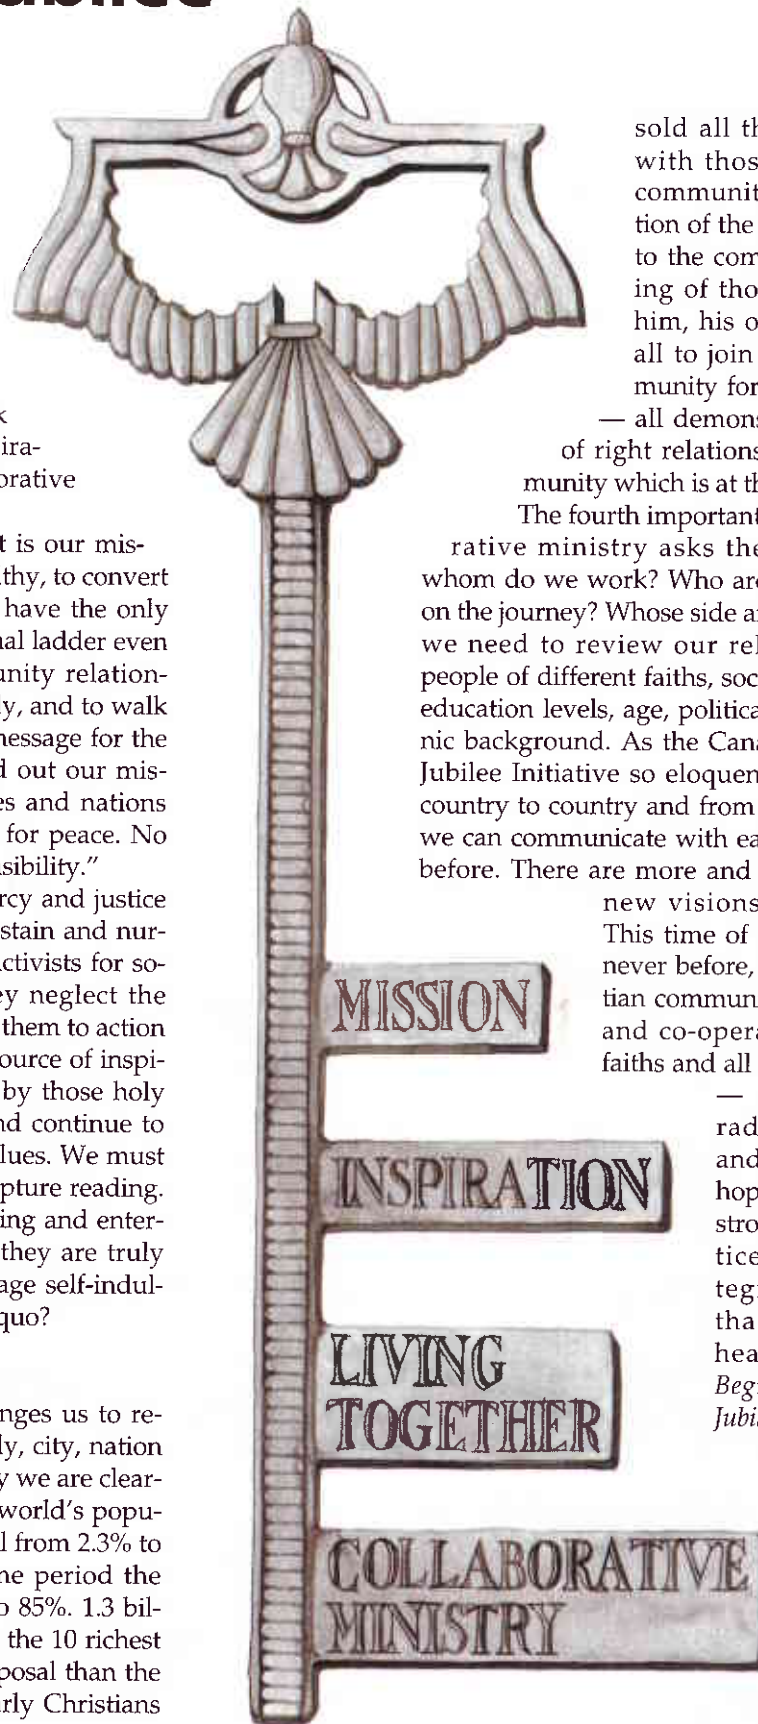 ubilee
k
ira-
orative
t is our mis-
thy, to convert
have the only
nal ladder even
unity relation-
ly, and to walk
message for the
d out our mis-
es and nations
for peace. No
sibility."
rcy and justice
stain and nur-
ctivists for so-
ey neglect the
them to action
ource of inspi-
by those holy
nd continue to
lues. We must
pture reading.
ing and enter-
they are truly
age self-indul-
quo?
nges us to re-
ly, city, nation
y we are clear-
world's popu-
l from 2.3% to
ne period the
o 85%. 1.3 bil-
the 10 richest
posal than the
arly Christians
sold all th
with thos
communit
tion of the
to the com
ing of tho
him, his o
all to join
munity for
— all demons
of right relations
munity which is at th
The fourth important
rative ministry asks the
whom do we work? Who are
on the journey? Whose side a
we need to review our rel
people of different faiths, soc
education levels, age, politica
nic background. As the Cana
Jubilee Initiative so eloquen
country to country and from
we can communicate with ea
before. There are more and
new visions
This time of
never before,
tian commun
and co-opera
faiths and all
—
rad
and
hop
stro
tice
teg
tha
hea
Beg
Jubi
MISSION
INSPIRATION
LIVING
TOGETHER
COLLABORATIVE
MINISTRY